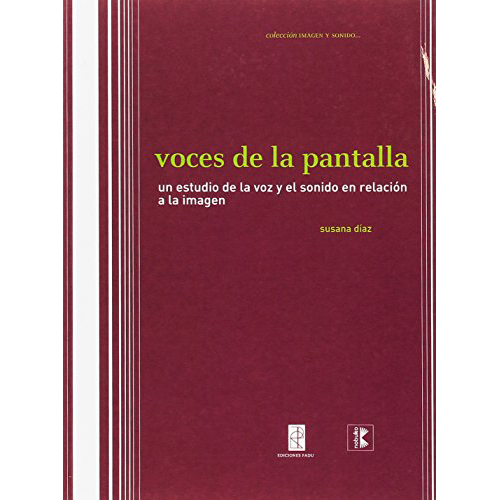 colección IMAGEN Y SONIDO...
voces de la pantalla
un estudio de la voz y el sonido en relación
a la imagen
susana díaz
EDICIONES FADU
nobuko